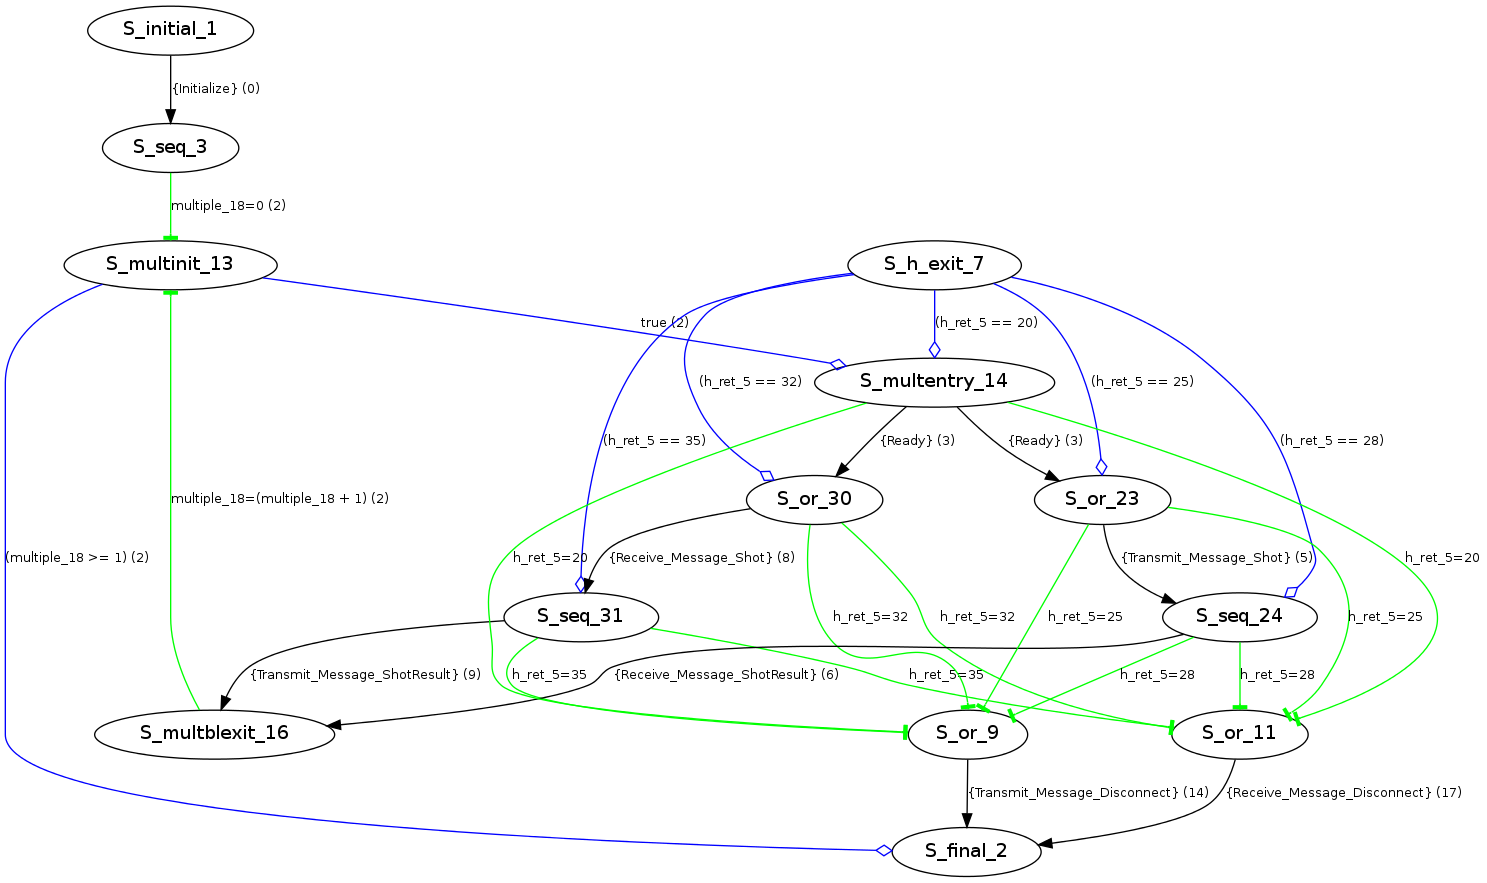 S_initial_1
{Initialize} (0)
S_seq_3
multiple_18=0 (2)
S_multinit_13
S_h_exit_7
true (2)
(h_ret_5 == 20)
(h_ret_5 == 32)
S_multentry_14
(h_ret_5 == 25)
(h_ret_5 == 35)
{Ready} (3)
{Ready} (3)
(h_ret_5 == 28)
multiple_18=(multiple_18 + 1) (2)
S_or_30
S_or_23
(multiple_18 >= 1) (2)
h_ret_5=20
{Receive_Message_Shot} (8)
{Transmit_Message_Shot} (5)
h_ret_5=20
S_seq_31
h_ret_5=32
h_ret_5=32
h_ret_5=25
S_seq_24
h_ret_5=25
{Transmit_Message_ShotResult} (9)
h_ret_5=35
{Receive_Message_ShotResult} (6)
h_ret_5=35
h_ret_5=28
h_ret_5=28
S_multblexit_16
S_or_9
S_or_11
{Transmit_Message_Disconnect} (14)
{Receive_Message_Disconnect} (17)
S_final_2